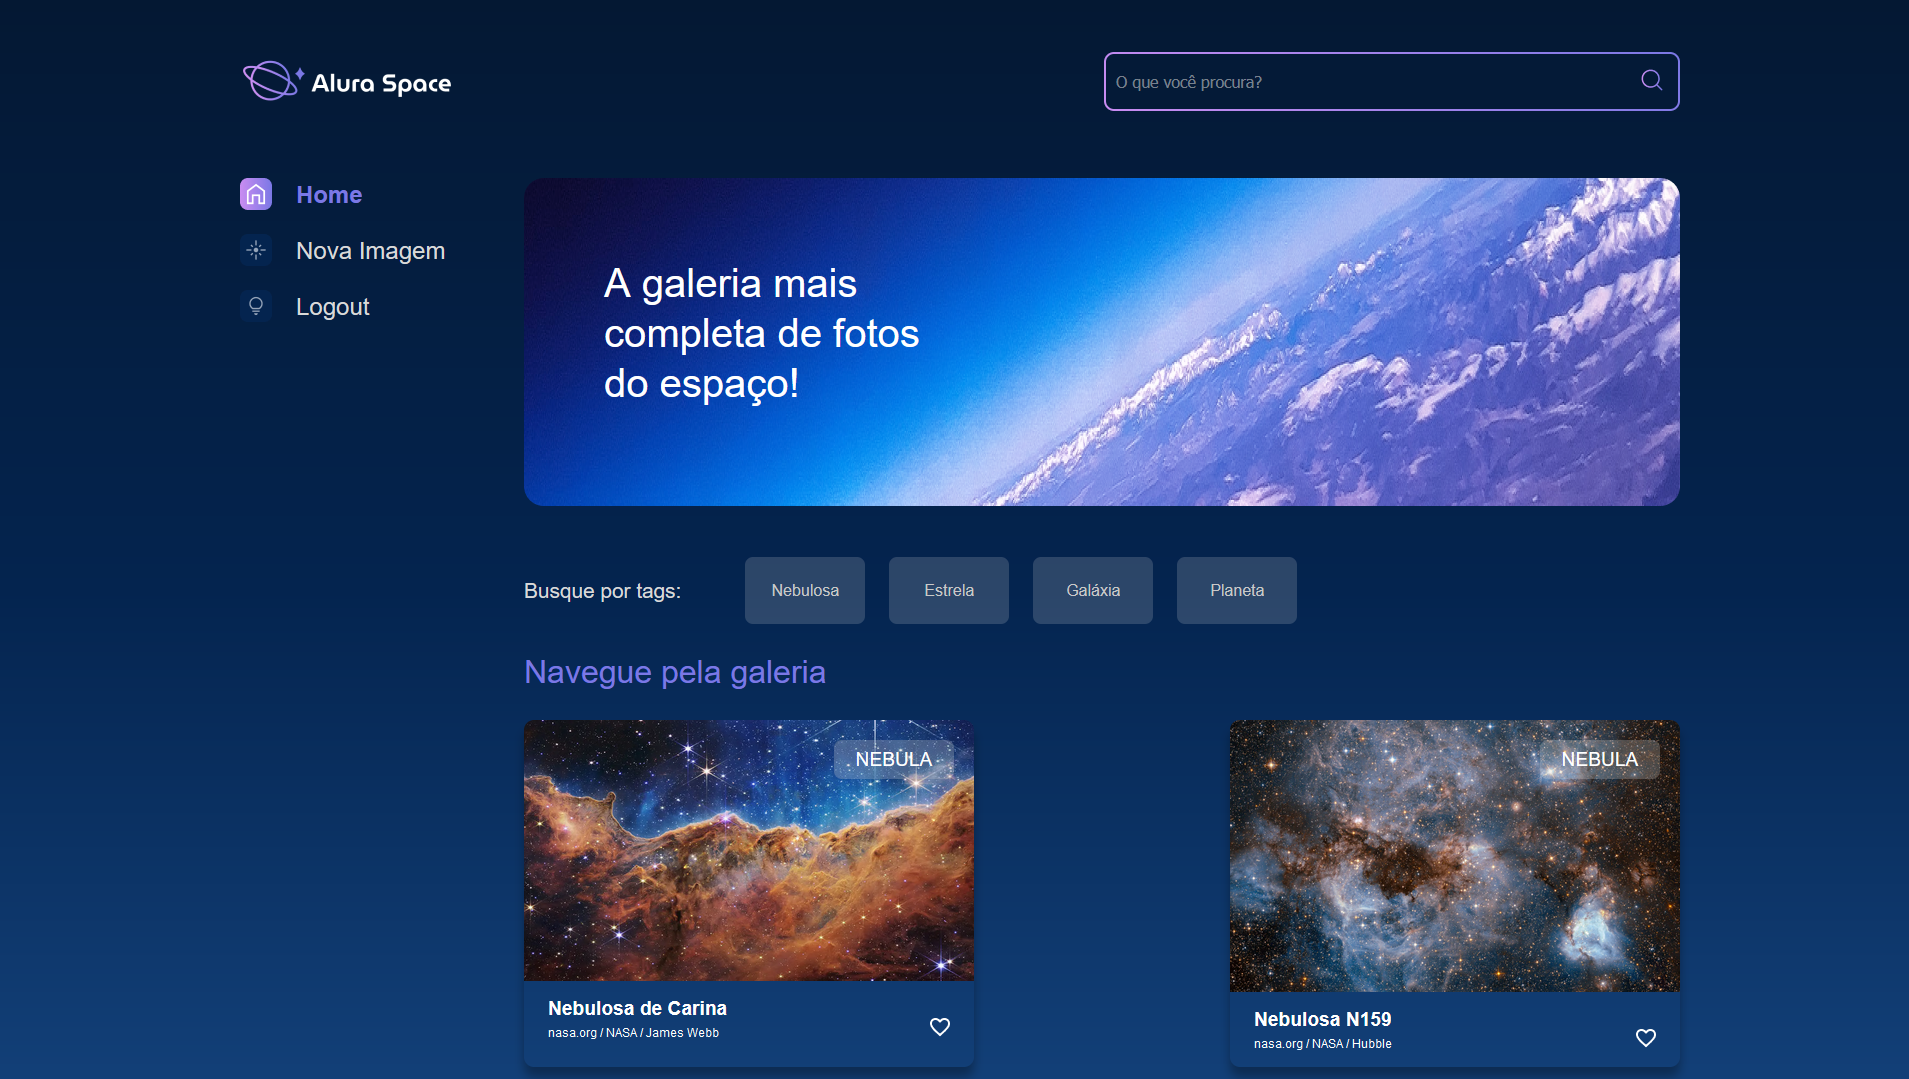 Alura Space
O que você procura?
Home
Nova Imagem
Logout
A galeria mais
completa de fotos
do espaço!
Busque por tags:
Nebulosa
Estrela
Galáxia
Planeta
Navegue pela galeria
NEBULA
Nebulosa de Carina
nasa.org / NASA / James Webb
NEBULA
Nebulosa N159
nasa.org / NASA / Hubble